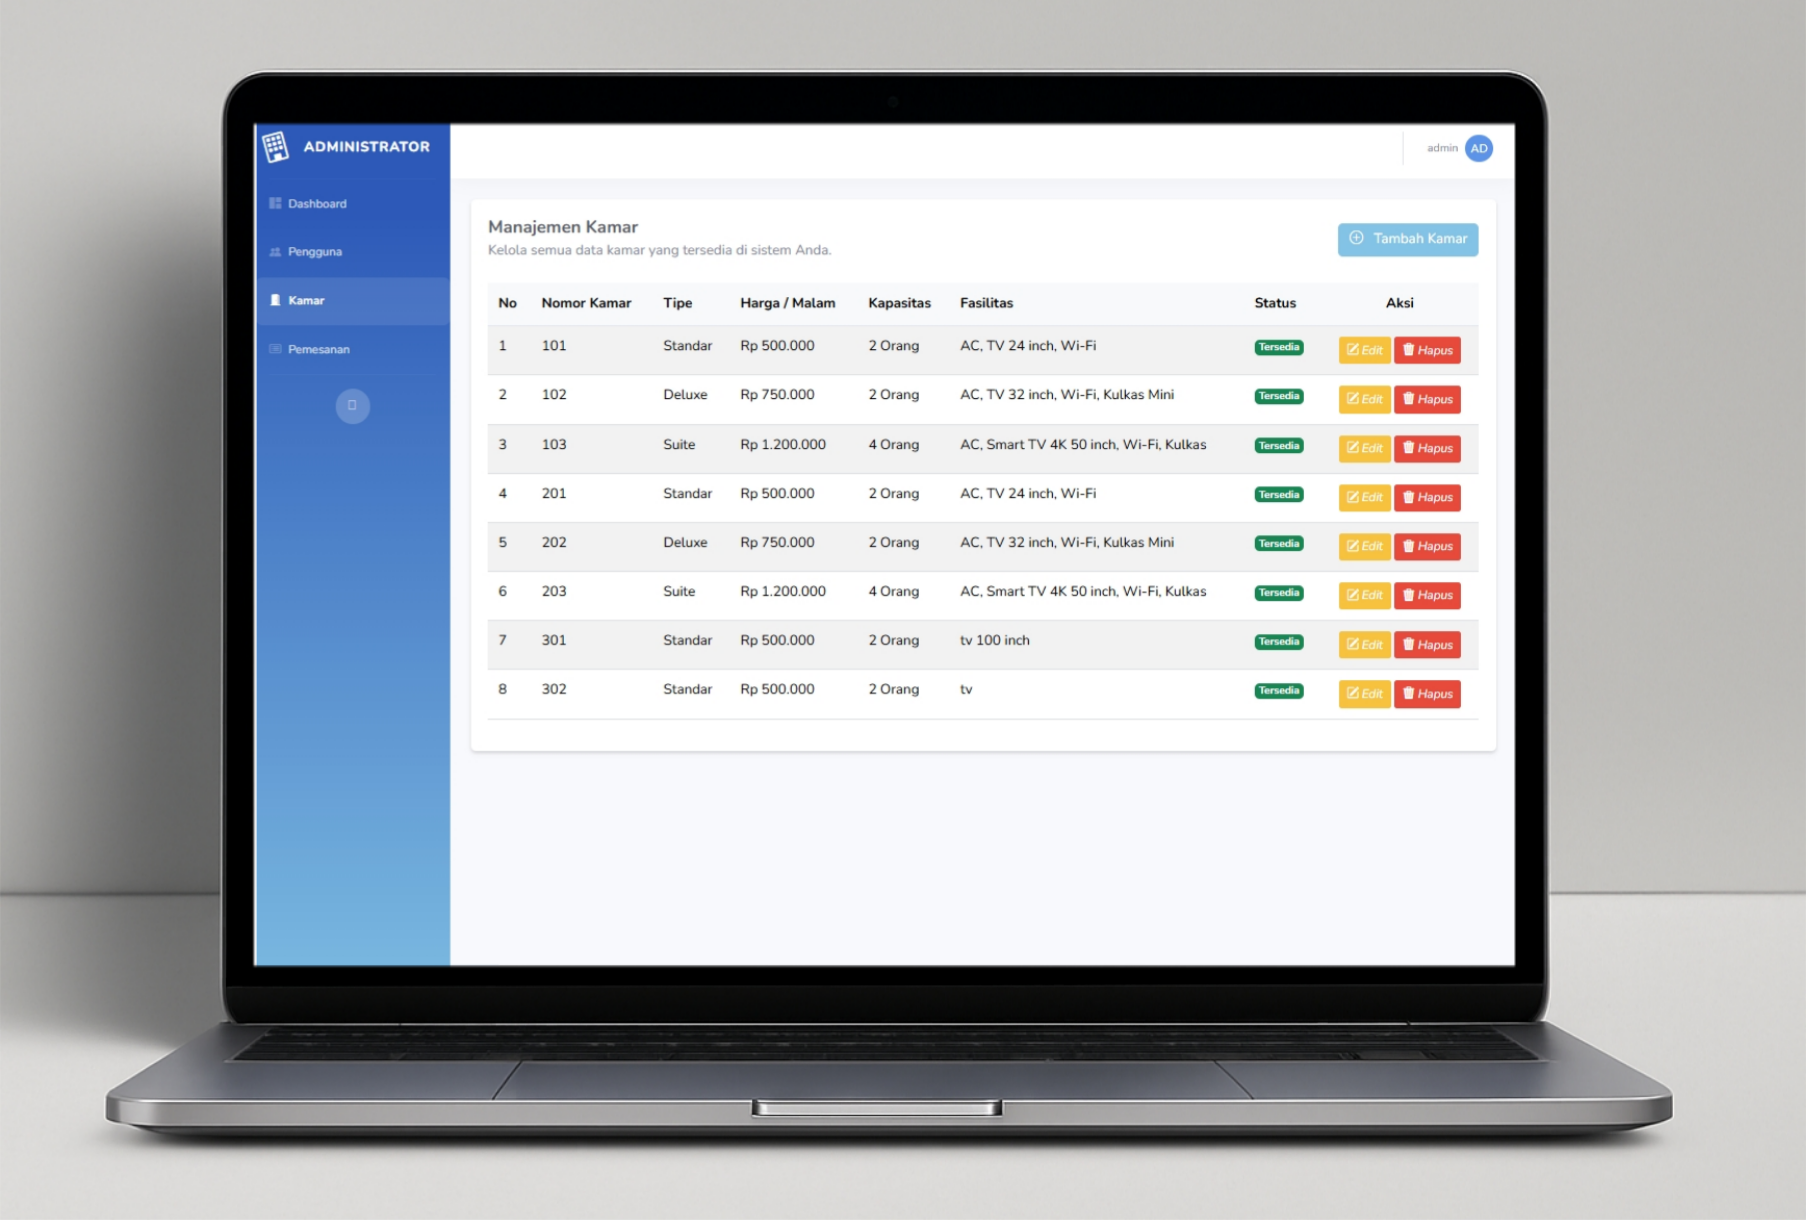 ADMINISTRATOR
admin AD
Dashboard
Pengguna
Kamar
Pemesanan
Manajemen Kamar
Kelola semua data kamar yang tersedia di sistem Anda.
Tambah Kamar
No Nomor Kamar Tipe Harga / Malam Kapasitas Fasilitas Status Aksi
1 101 Standar Rp 500.000 2 Orang AC, TV 24 inch, Wi-Fi Tersedia Edit Hapus
2 102 Deluxe Rp 750.000 2 Orang AC, TV 32 inch, Wi-Fi, Kulkas Mini Tersedia Edit Hapus
3 103 Suite Rp 1.200.000 4 Orang AC, Smart TV 4K 50 inch, Wi-Fi, Kulkas Tersedia Edit Hapus
4 201 Standar Rp 500.000 2 Orang AC, TV 24 inch, Wi-Fi Tersedia Edit Hapus
5 202 Deluxe Rp 750.000 2 Orang AC, TV 32 inch, Wi-Fi, Kulkas Mini Tersedia Edit Hapus
6 203 Suite Rp 1.200.000 4 Orang AC, Smart TV 4K 50 inch, Wi-Fi, Kulkas Tersedia Edit Hapus
7 301 Standar Rp 500.000 2 Orang tv 100 inch Tersedia Edit Hapus
8 302 Standar Rp 500.000 2 Orang tv Tersedia Edit Hapus